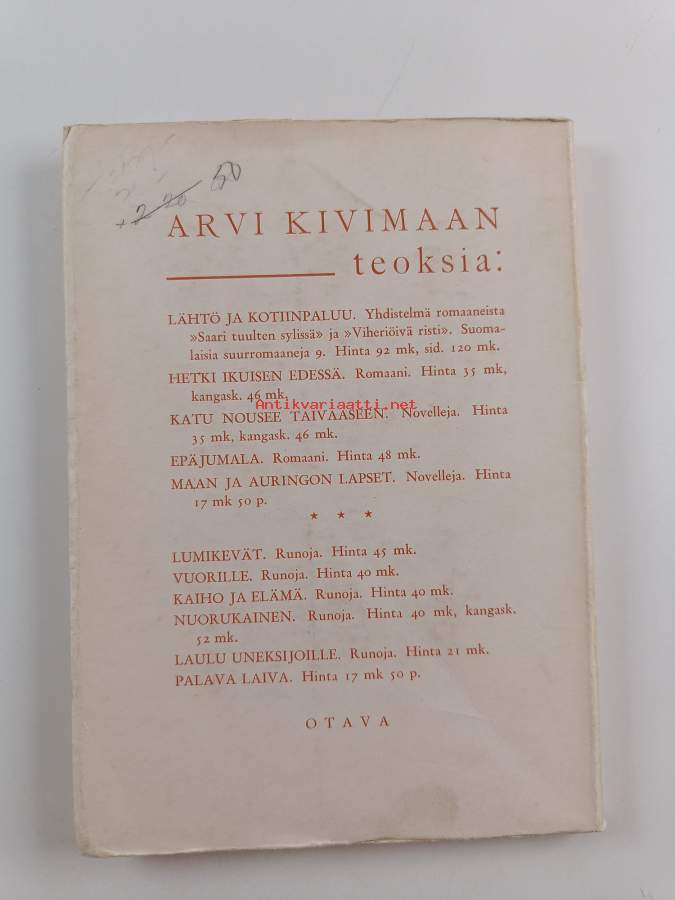 + 2 20 50
ARVI KIVIMAAN
teoksia:
LÄHTÖ JA KOTIINPALUU. Yhdistelmä romaaneista
»Saari tuulten sylissä» ja »Viheriöivä risti». Suoma-
laisia suurromaaneja 9. Hinta 92 mk, sid. 120 mk.
HETKI IKUISEN EDESSÄ. Romaani. Hinta 35 mk,
kangask. 46 mk.
Antikvariaatti.net
KATU NOUSEE TAIVAASEEN. Novelleja. Hinta
35 mk, kangask. 46 mk.
EPÄJUMALA. Romaani. Hinta 48 mk.
MAAN JA AURINGON LAPSET. Novelleja. Hinta
17 mk 50 p.
★ ★ ★
LUMIKEVÄT. Runoja. Hinta 45 mk.
VUORILLE. Runoja. Hinta 40 mk.
KAIHO JA ELÄMÄ. Runoja. Hinta 40 mk.
NUORUKAINEN. Runoja. Hinta 40 mk, kangask.
52 mk.
LAULU UNEKSIJOILLE. Runoja. Hinta 21 mk.
PALAVA LAIVA. Hinta 17 mk 50 p.
OTAVA